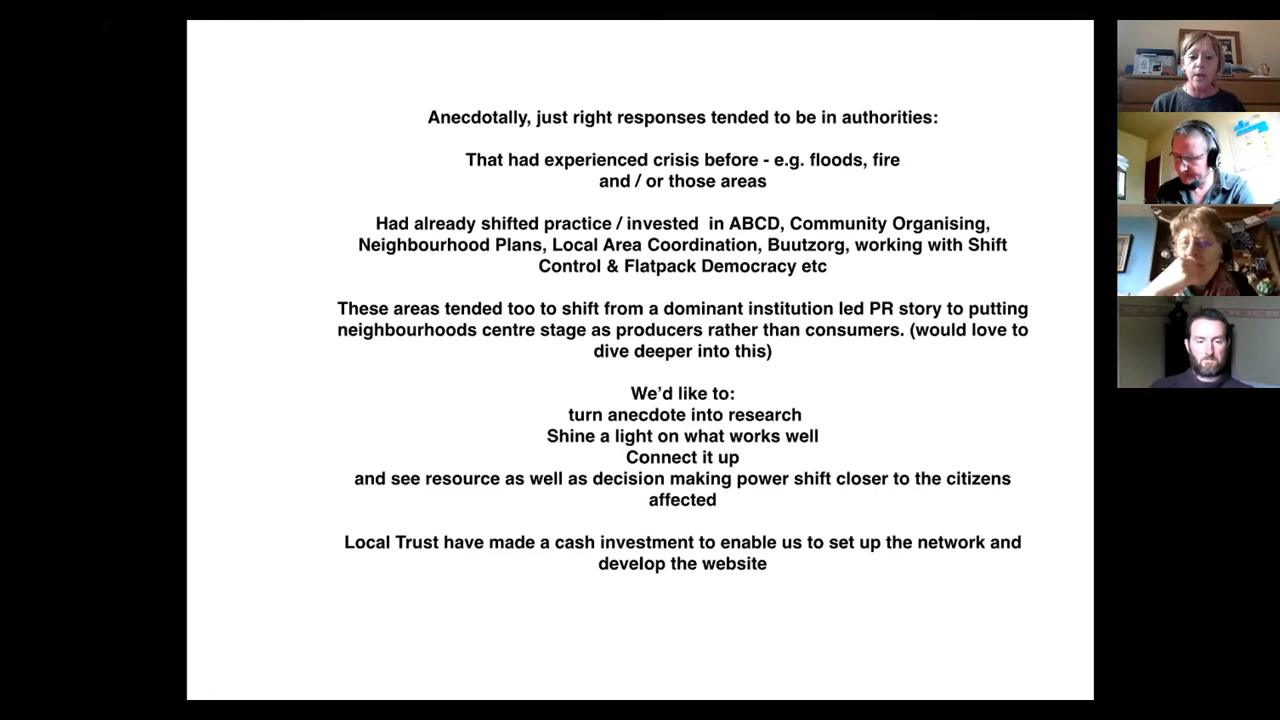 Anecdotally, just right responses tended to be in authorities:
That had experienced crisis before - e.g. floods, fire
and / or those areas
Had already shifted practice / invested  in ABCD, Community Organising,
Neighbourhood Plans, Local Area Coordination, Buutzorg, working with Shift
Control & Flatpack Democracy etc
These areas tended too to shift from a dominant institution led PR story to putting
neighbourhoods centre stage as producers rather than consumers. (would love to
dive deeper into this)
We'd like to:
turn anecdote into research
Shine a light on what works well
Connect it up
and see resource as well as decision making power shift closer to the citizens
affected
Local Trust have made a cash investment to enable us to set up the network and
develop the website